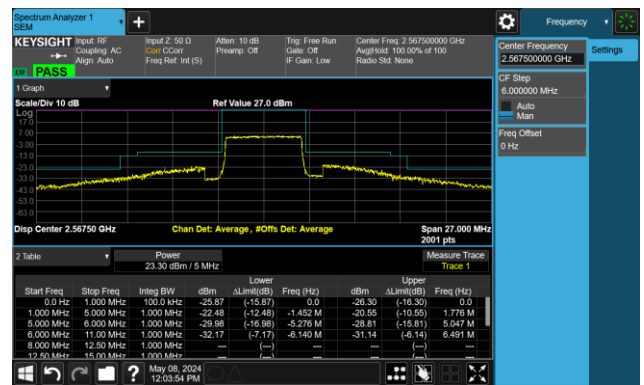 Spectrum Analyzer 1
SEM
Frequency
KEYSIGHT Input: RF Input Z: 50 Ω Atten: 10 dB Trig: Free Run Center Freq: 2.567500000 GHz
Coupling: AC Corr CCorr Preamp: Off Gate: Off Avg|Hold: 100.00% of 100
Align: Auto Freq Ref: Int (S) IF Gain: Low Radio Std: None
PASS
Center Frequency
2.567500000 GHz
Settings
CF Step
6.000000 MHz
Auto
Man
Freq Offset
0 Hz
1 Graph
Scale/Div 10 dB Ref Value 27.0 dBm
Log
17.0
7.00
-3.00
-13.0
-23.0
-33.0
-43.0
-53.0
-63.0
Disp Center 2.56750 GHz Chan Det: Average , #Offs Det: Average Span 27.000 MHz
2001 pts
2 Table Power Measure Trace
23.30 dBm / 5 MHz Trace 1
Lower Upper
Start Freq Stop Freq Integ BW dBm ΔLimit(dB) Freq (Hz) dBm ΔLimit(dB) Freq (Hz)
0.0 Hz 1.000 MHz 100.0 kHz -25.87 (-15.87) 0.0 -26.30 (-16.30) 0.0
1.000 MHz 5.000 MHz 1.000 MHz -22.48 (-12.48) -1.452 M -20.55 (-10.55) 1.776 M
5.000 MHz 6.000 MHz 1.000 MHz -29.98 (-16.98) -5.276 M -28.81 (-15.81) 5.047 M
6.000 MHz 11.00 MHz 1.000 MHz -32.17 (-7.17) -6.140 M -31.14 (-6.14) 6.491 M
8.000 MHz 12.50 MHz 1.000 MHz --- (---) --- (---)
12.50 MHz 15.00 MHz 1.000 MHz --- (---) --- (---)
May 08, 2024
12:03:54 PM